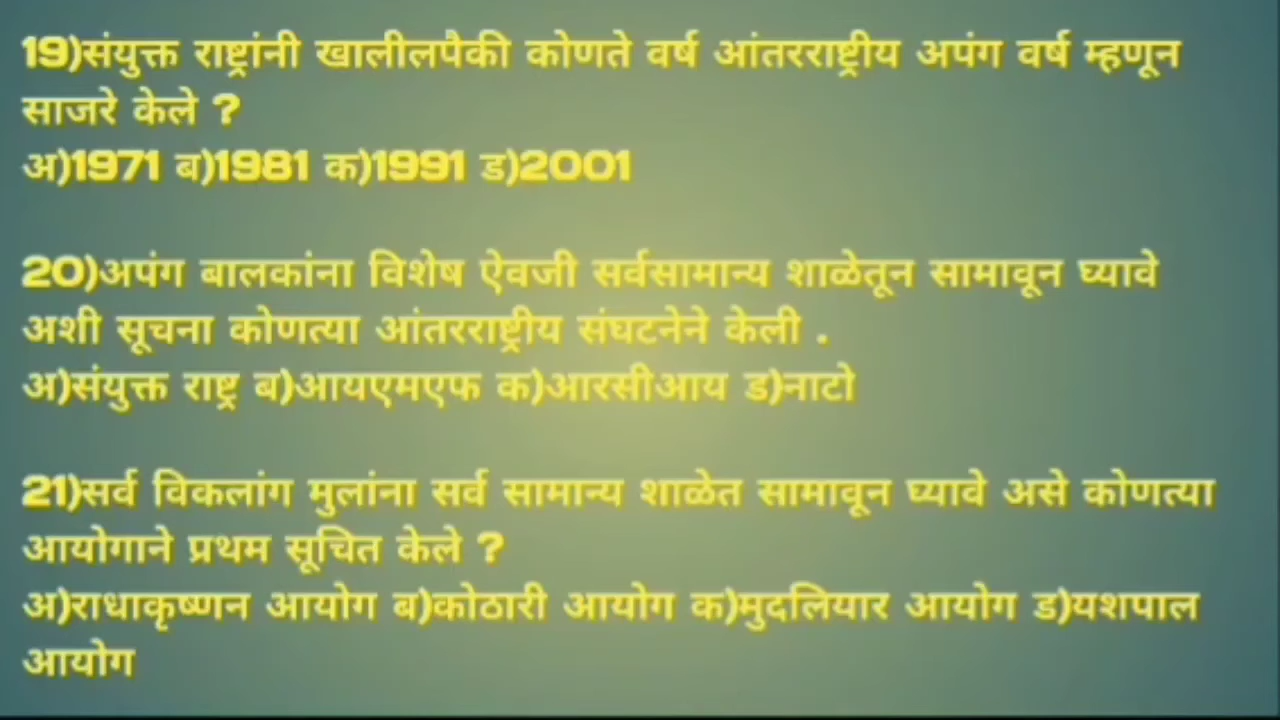 19)संयुक्त राष्ट्रांनी खालीलपैकी कोणते वर्ष आंतरराष्ट्रीय अपंग वर्ष म्हणून
साजरे केले ?
अ)1971 ब)1981 क)1991 ड)2001
20)अपंग बालकांना विशेष ऐवजी सर्वसामान्य शाळेतून सामावून घ्यावे
अशी सूचना कोणत्या आंतरराष्ट्रीय संघटनेने केली .
अ)संयुक्त राष्ट्र ब)आयएमएफ क)आरसीआय ड)नाटो
21)सर्व विकलांग मुलांना सर्व सामान्य शाळेत सामावून घ्यावे असे कोणत्या
आयोगाने प्रथम सूचित केले ?
अ)राधाकृष्णन आयोग ब)कोठारी आयोग क)मुदलियार आयोग ड)यशपाल
आयोग